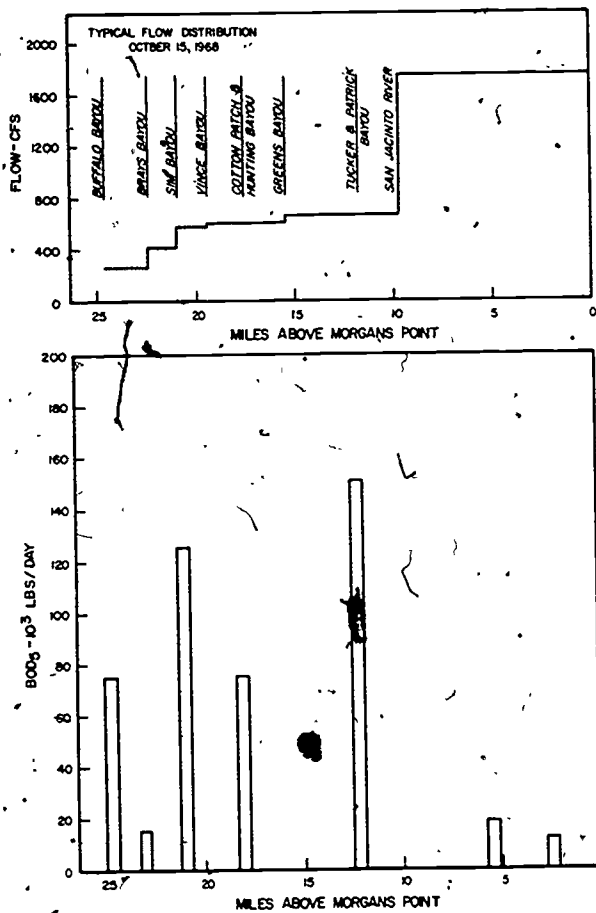 TYPICAL FLOW DISTRIBUTION
OCTBER 15, 1968
2000
1600
1200
800
400
0
FLOW-CFS
BUFFALO BAYOU
BRAYS BAYOU
SIMS BAYOU
VINCE BAYOU
COTTON PATCH &
HUNTING BAYOU
GREENS BAYOU
TUCKER & PATRICK
BAYOU
SAN JACINTO RIVER
25 20 15 10 5 0
MILES ABOVE MORGANS POINT
200
180
160
140
120
100
80
60
40
20
0
BOD5-10³ LBS/DAY
25 20 15 10 5
MILES ABOVE MORGANS POINT